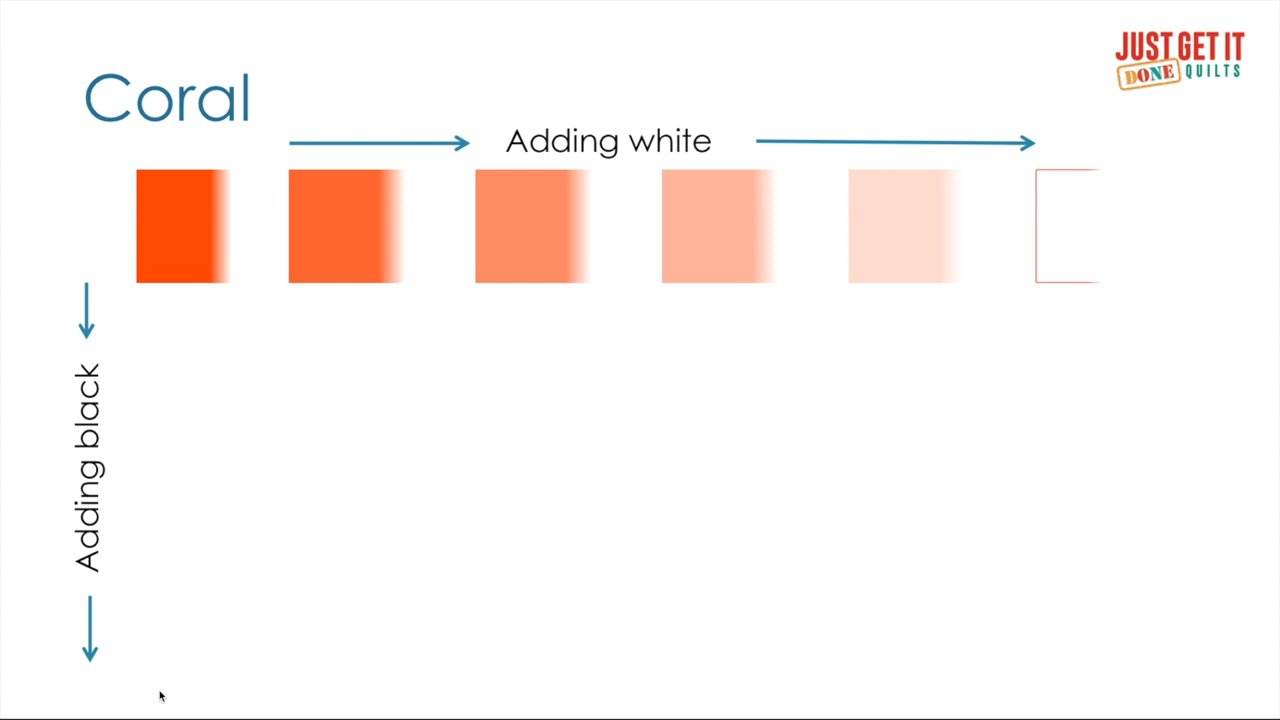 JUST GET IT
DONE QUILTS
Coral
Adding white
Adding black